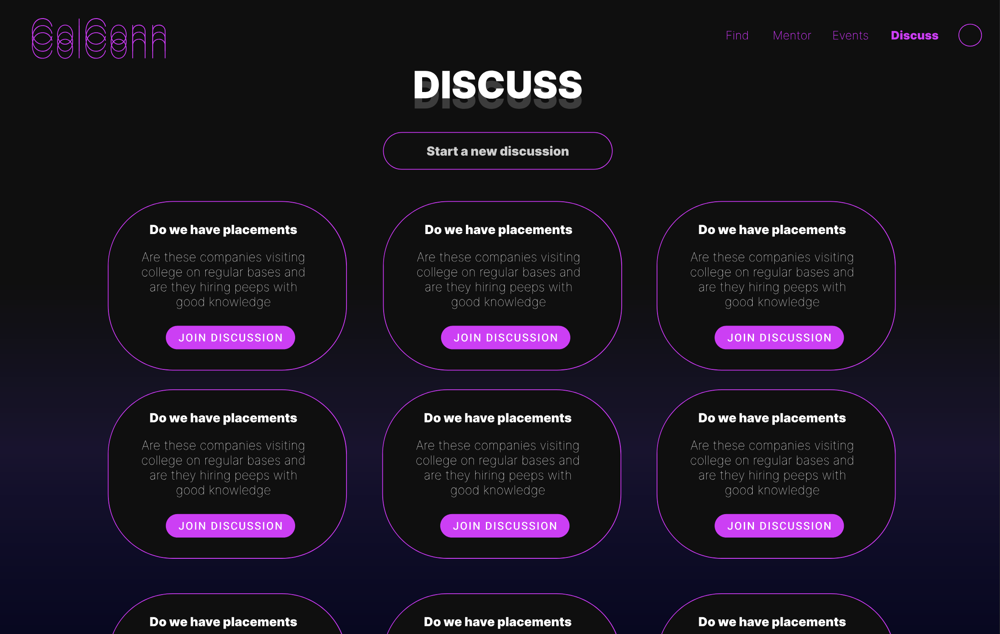 ColConn
Find Mentor Events Discuss
DISCUSS
Start a new discussion
Do we have placements
Are these companies visiting
college on regular bases and
are they hiring peeps with
good knowledge
JOIN DISCUSSION
Do we have placements
Are these companies visiting
college on regular bases and
are they hiring peeps with
good knowledge
JOIN DISCUSSION
Do we have placements
Are these companies visiting
college on regular bases and
are they hiring peeps with
good knowledge
JOIN DISCUSSION
Do we have placements
Are these companies visiting
college on regular bases and
are they hiring peeps with
good knowledge
JOIN DISCUSSION
Do we have placements
Are these companies visiting
college on regular bases and
are they hiring peeps with
good knowledge
JOIN DISCUSSION
Do we have placements
Are these companies visiting
college on regular bases and
are they hiring peeps with
good knowledge
JOIN DISCUSSION
Do we have placements
Do we have placements
Do we have placements